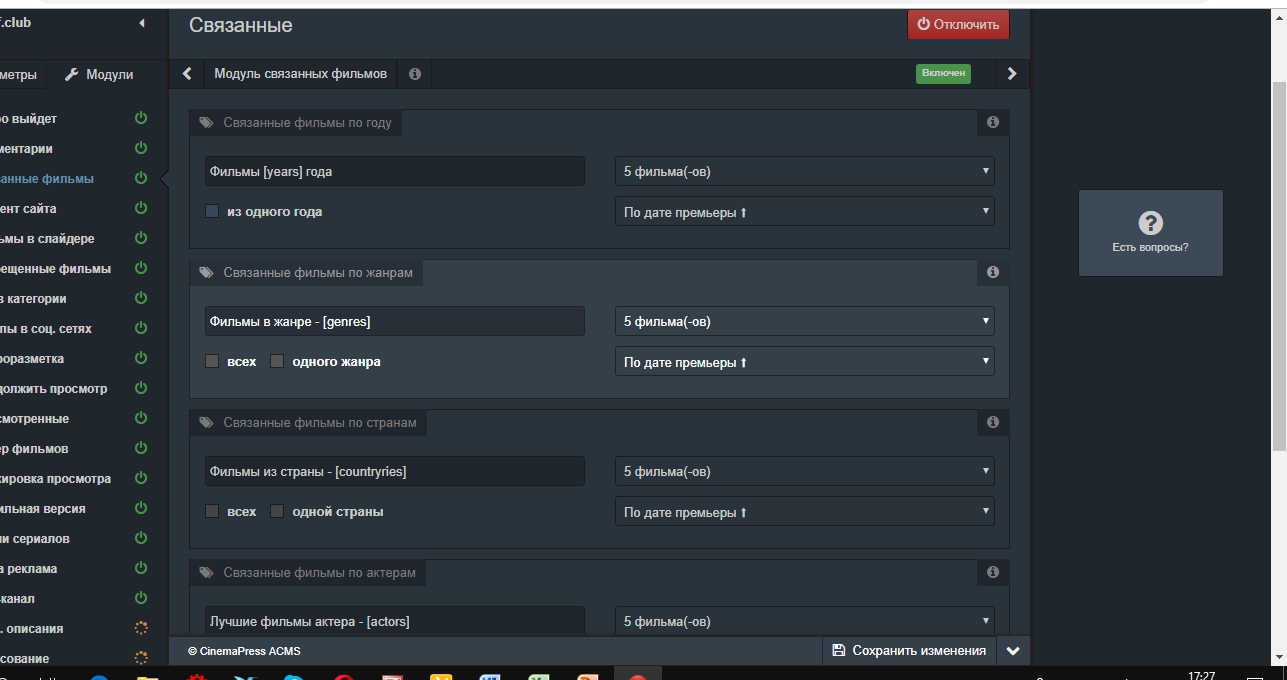 f.club
Связанные
Отключить
метры
Модули
Модуль связанных фильмов
Включен
ро выйдет
ментарии
занные фильмы
ент сайта
ьмы в слайдере
ещенные фильмы
в категории
пы в соц. сетях
роразметка
должить просмотр
смотренные
ер фильмов
кировка просмотра
ильная версия
ии сериалов
а реклама
-канал
. описания
сование
Связанные фильмы по году
Фильмы [years] года
5 фильма(-ов)
из одного года
По дате премьеры ⬆
Связанные фильмы по жанрам
Фильмы в жанре - [genres]
5 фильма(-ов)
всех одного жанра
По дате премьеры ⬆
Связанные фильмы по странам
Фильмы из страны - [countryries]
5 фильма(-ов)
всех одной страны
По дате премьеры ⬆
Связанные фильмы по актерам
Лучшие фильмы актера - [actors]
5 фильма(-ов)
© CinemaPress ACMS
Сохранить изменения
Есть вопросы?
17:27